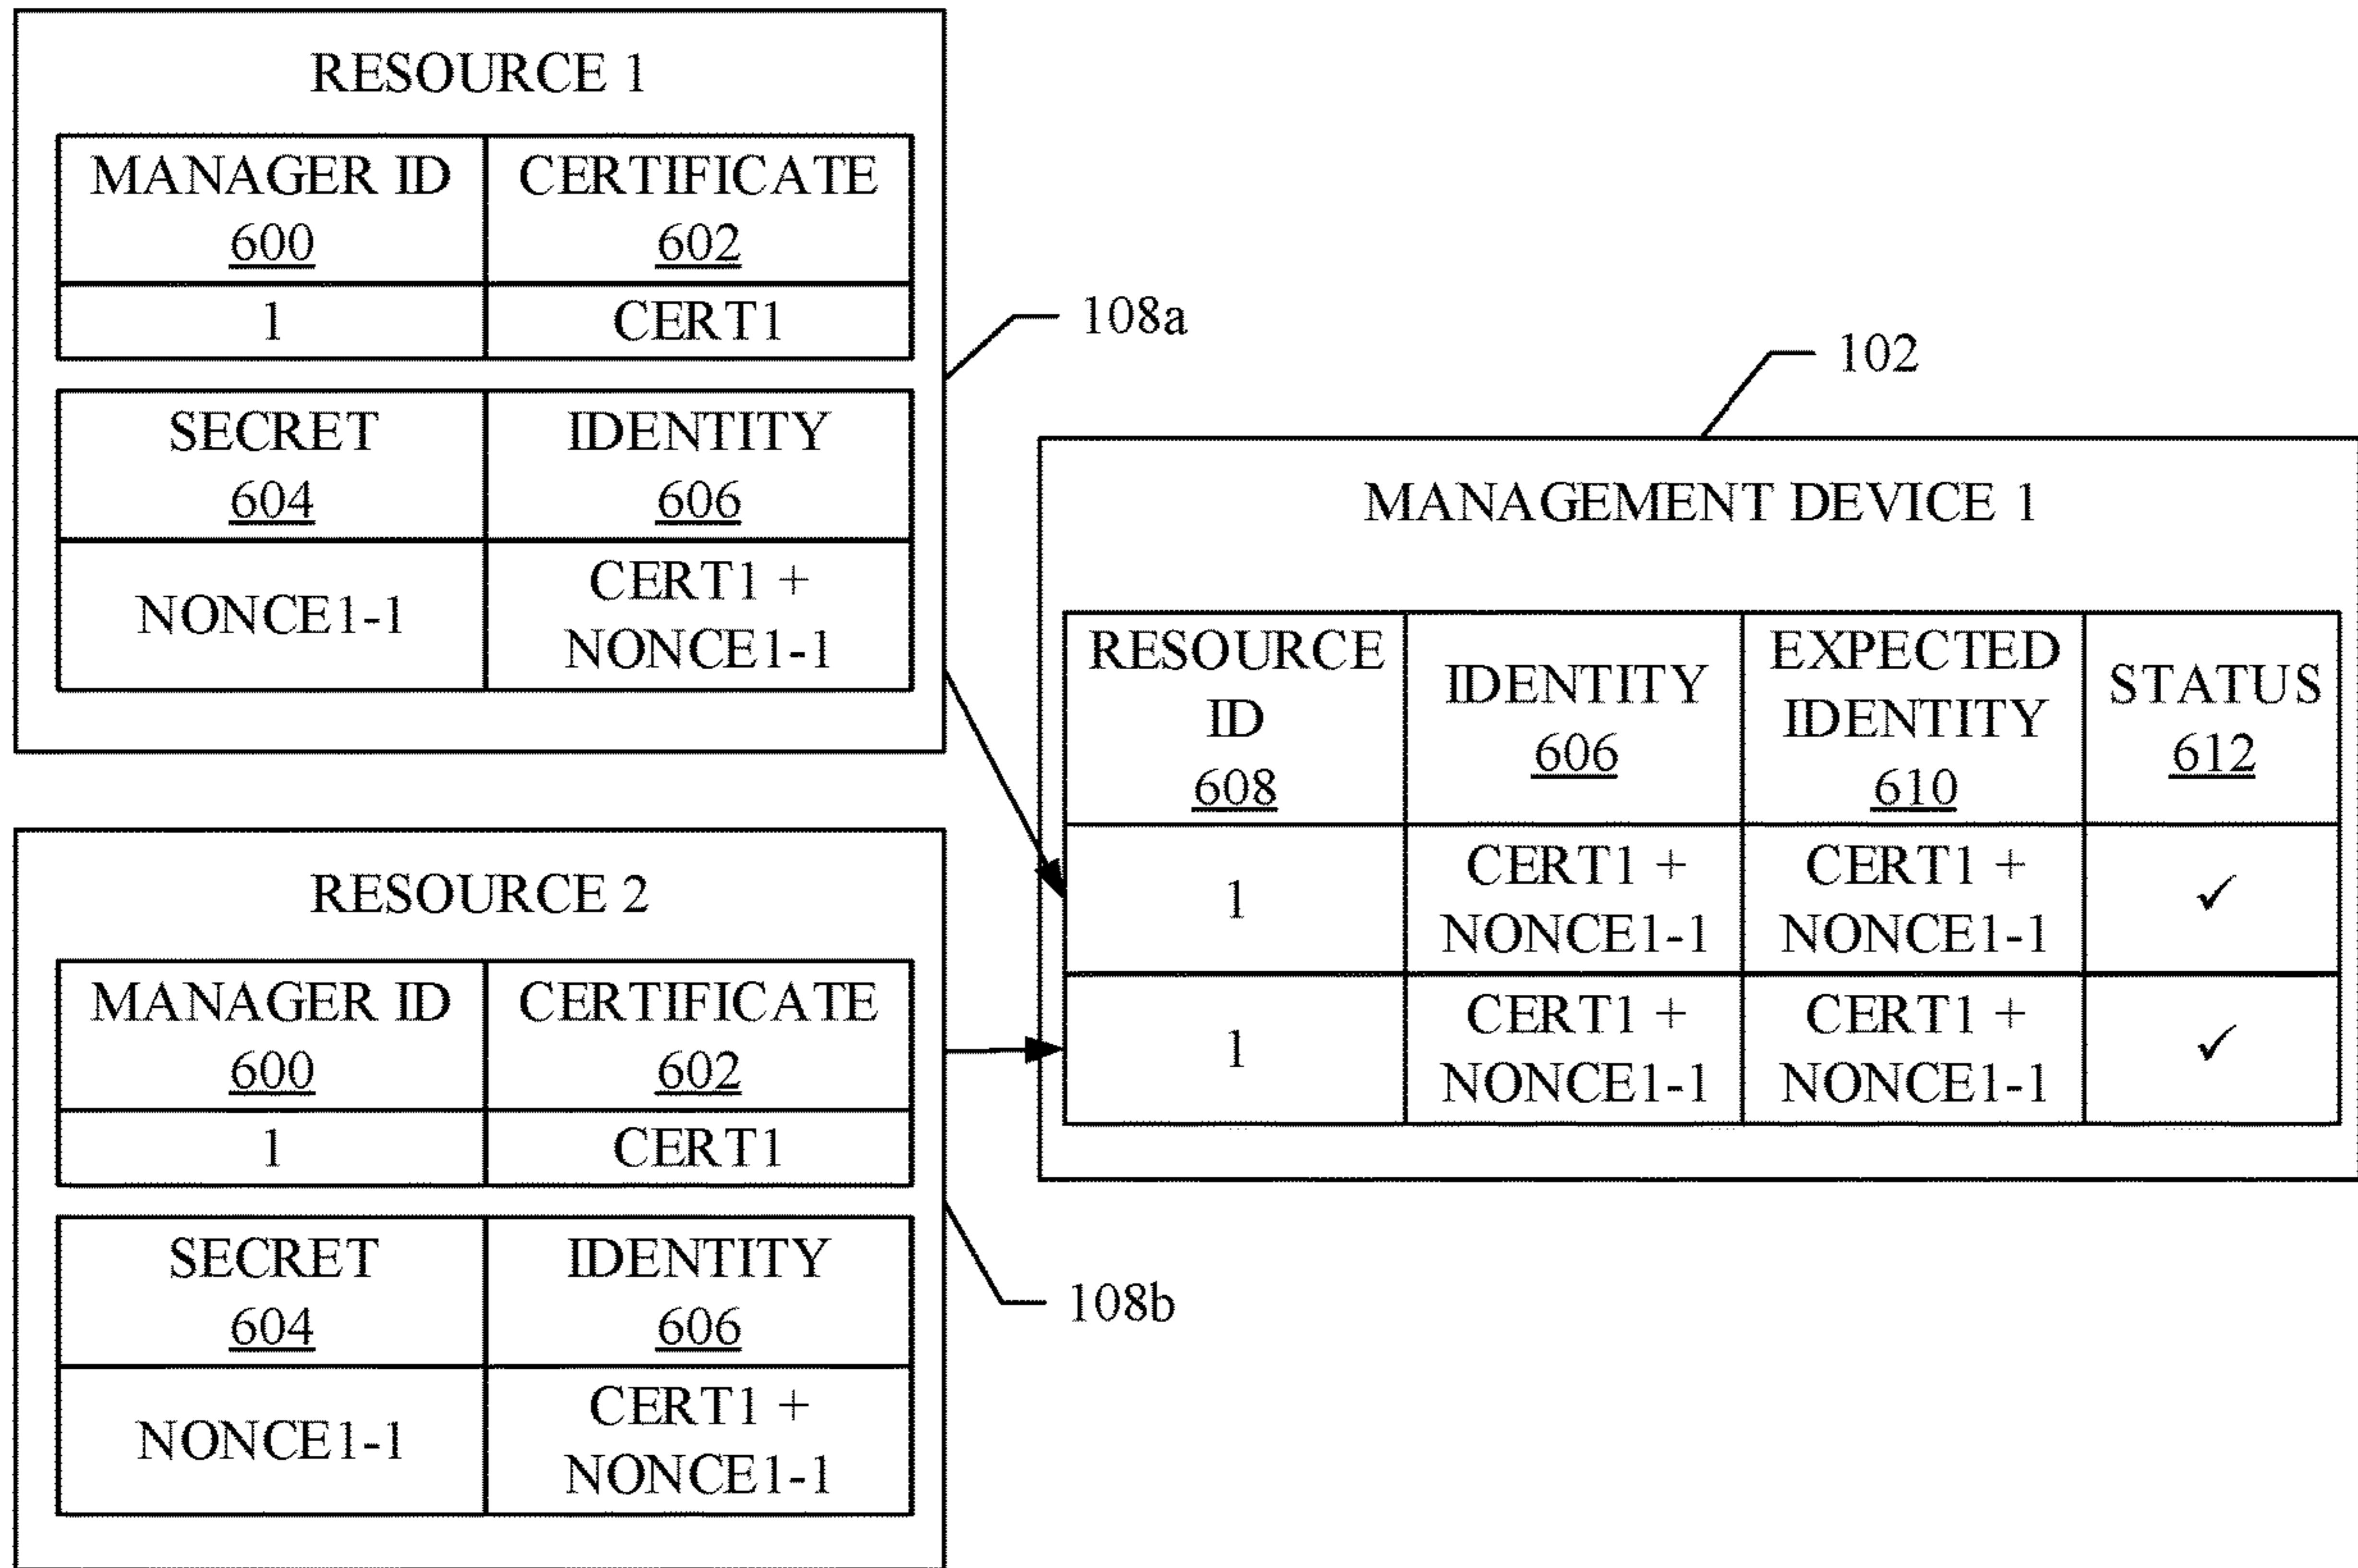 RESOURCE 1
MANAGER ID
600
CERTIFICATE
602
1
CERT1
SECRET
604
IDENTITY
606
NONCE1-1
CERT1 +
NONCE1-1
108a
RESOURCE 2
MANAGER ID
600
CERTIFICATE
602
1
CERT1
SECRET
604
IDENTITY
606
NONCE1-1
CERT1 +
NONCE1-1
108b
102
MANAGEMENT DEVICE 1
RESOURCE
ID
608
IDENTITY
606
EXPECTED
IDENTITY
610
STATUS
612
1
CERT1 +
NONCE1-1
CERT1 +
NONCE1-1
✓
1
CERT1 +
NONCE1-1
CERT1 +
NONCE1-1
✓